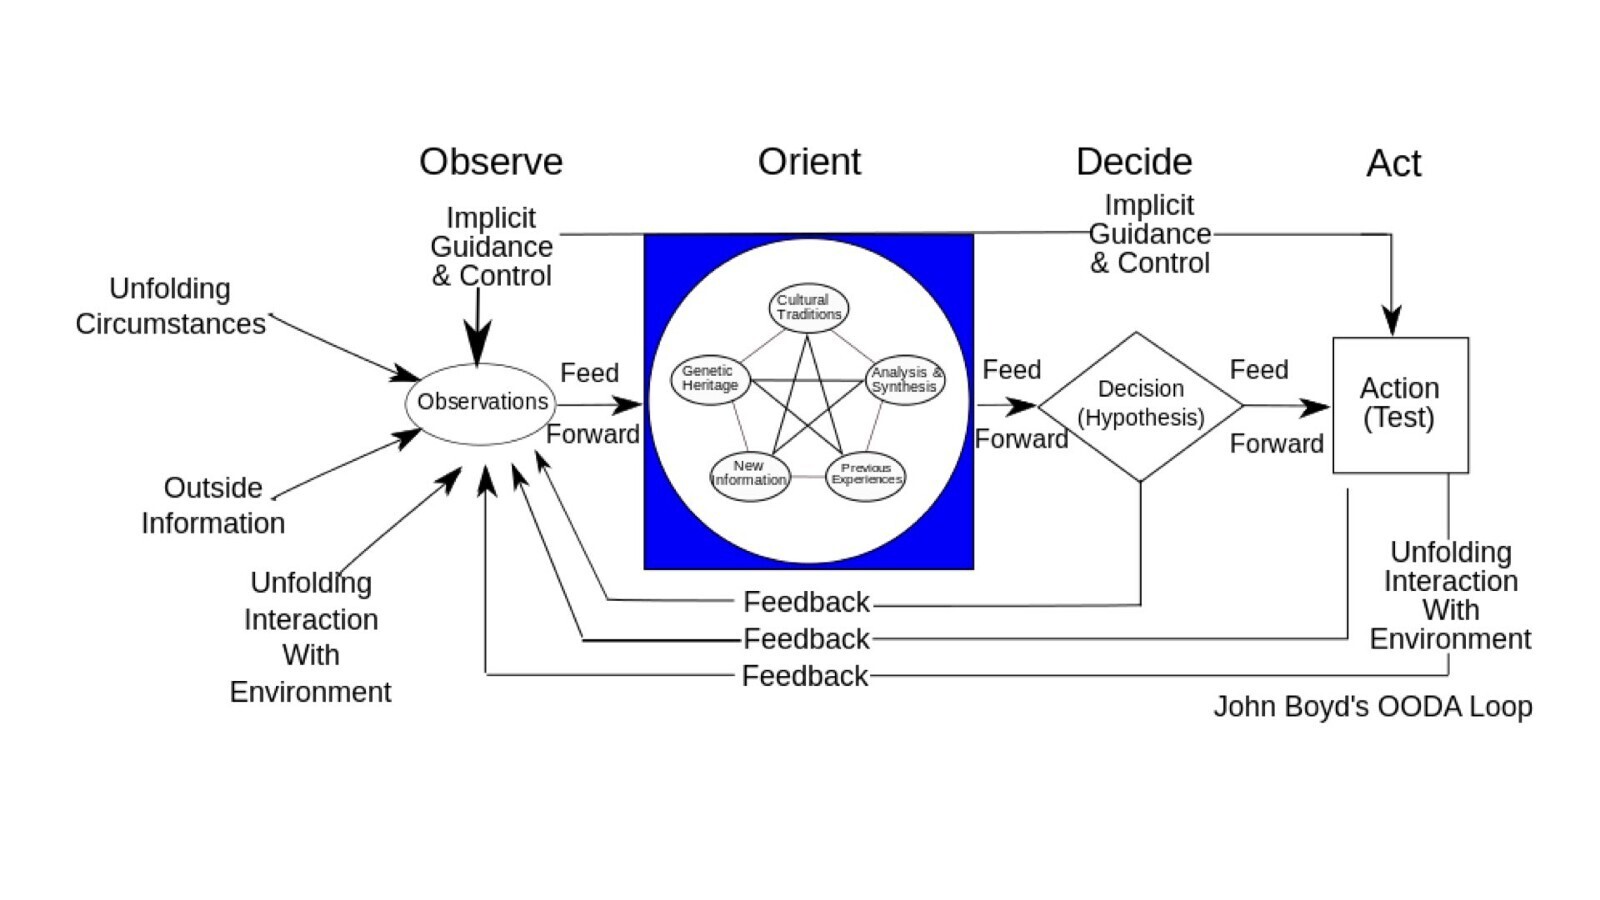 Observe
Orient
Decide
Act
Implicit
Guidance
& Control
Implicit
Guidance
& Control
Unfolding
Circumstances
Observations
Outside
Information
Unfolding
Interaction
With
Environment
Feed
Forward
Cultural
Traditions
Genetic
Heritage
Analysis &
Synthesis
New
Information
Previous
Experiences
Feed
Forward
Decision
(Hypothesis)
Feed
Forward
Action
(Test)
Unfolding
Interaction
With
Environment
Feedback
Feedback
Feedback
John Boyd's OODA Loop